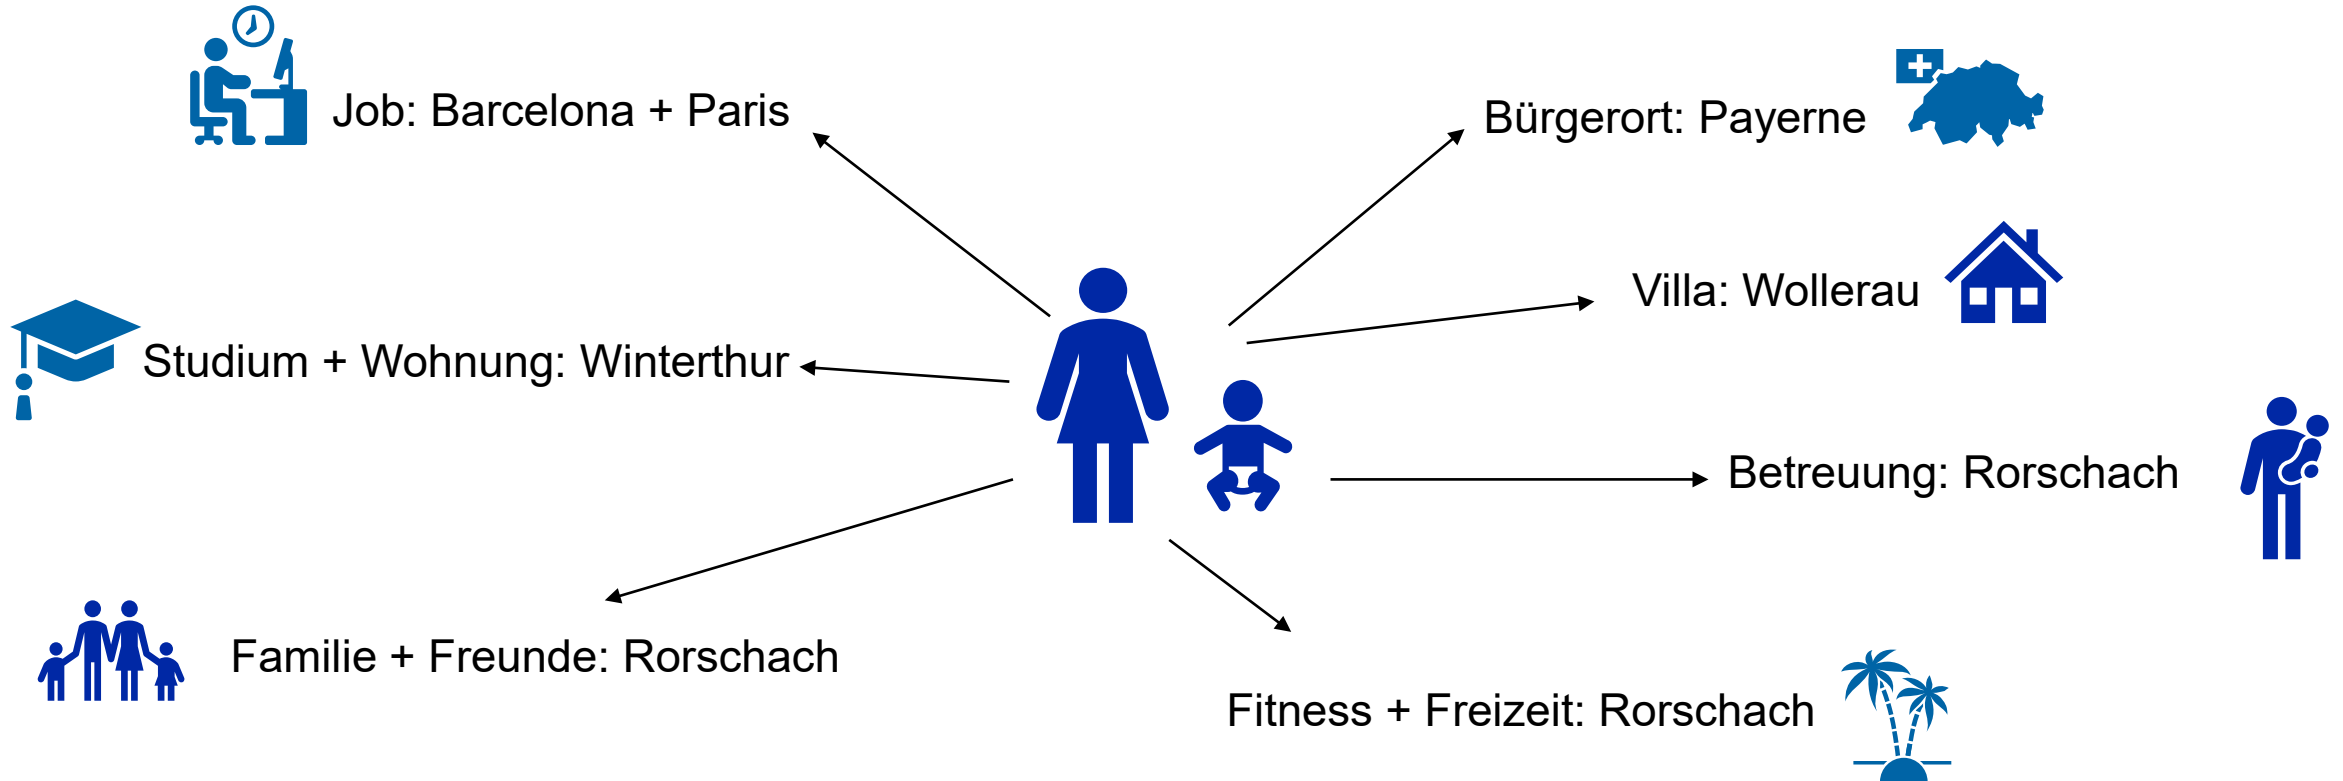 Job: Barcelona + Paris
Bürgerort: Payerne
Villa: Wollerau
Studium + Wohnung: Winterthur
Betreuung: Rorschach
Familie + Freunde: Rorschach
Fitness + Freizeit: Rorschach